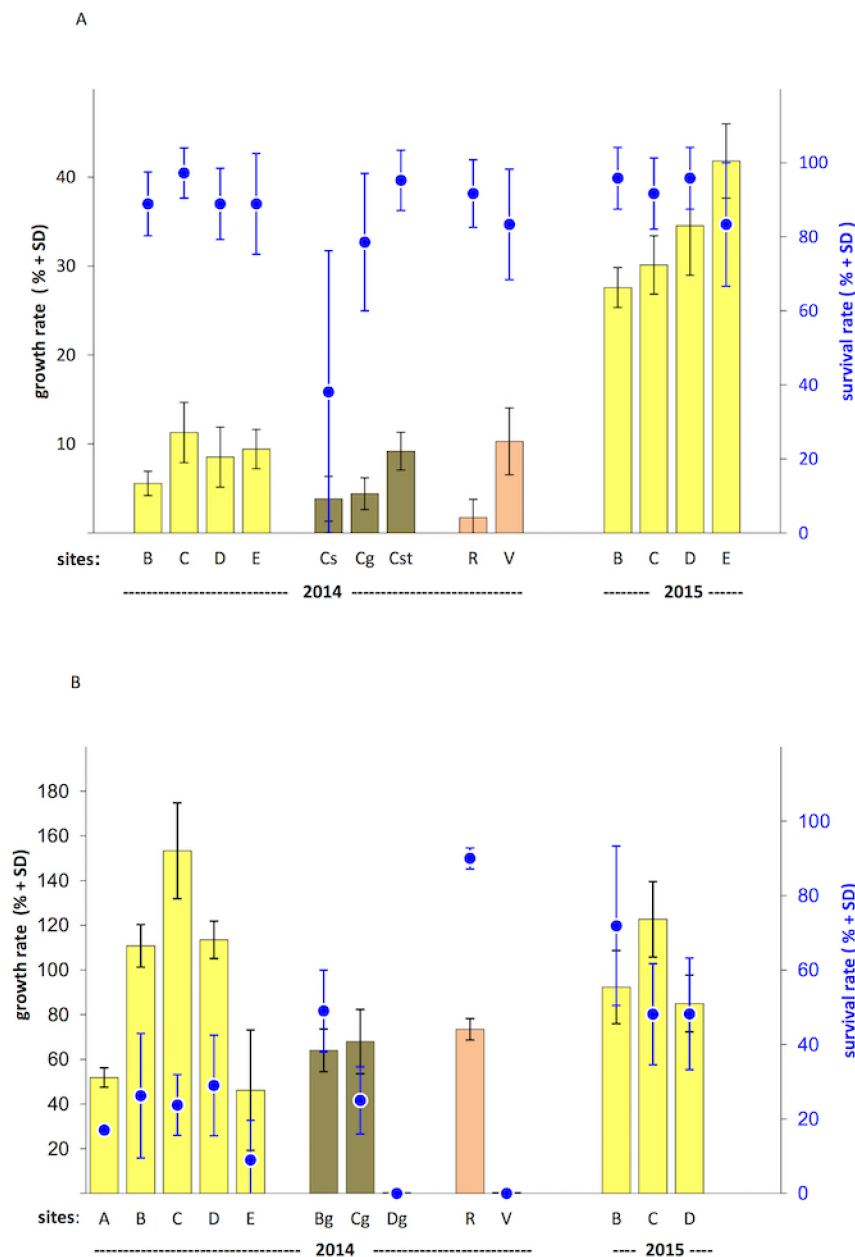 A
growth rate ( % + SD)
40
30
20
10
survival rate ( % + SD)
100
80
60
40
20
0
sites: B C D E Cs Cg Cst R V B C D E
--------------------------- 2014 --------------------------- -------- 2015 ------
B
growth rate (% + SD)
180
160
140
120
100
80
60
40
20
survival rate ( % + SD)
100
80
60
40
20
0
sites: A B C D E Bg Cg Dg R V B C D
--------------------------------- 2014 --------------------------- ---- 2015 ----